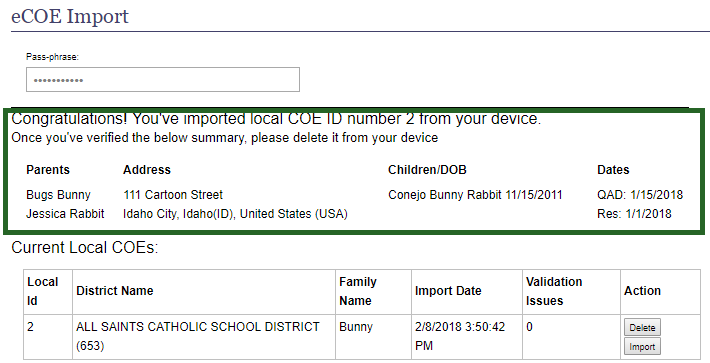 eCOE Import
Pass-phrase:
•••••••••••
Congratulations! You've imported local COE ID number 2 from your device.
Once you've verified the below summary, please delete it from your device
Parents Address Children/DOB Dates
Bugs Bunny 111 Cartoon Street Conejo Bunny Rabbit 11/15/2011 QAD: 1/15/2018
Jessica Rabbit Idaho City, Idaho(ID), United States (USA) Res: 1/1/2018
Current Local COEs:
Local Id District Name Family Name Import Date Validation Issues Action
2 ALL SAINTS CATHOLIC SCHOOL DISTRICT (653) Bunny 2/8/2018 3:50:42 PM 0 Delete
Import